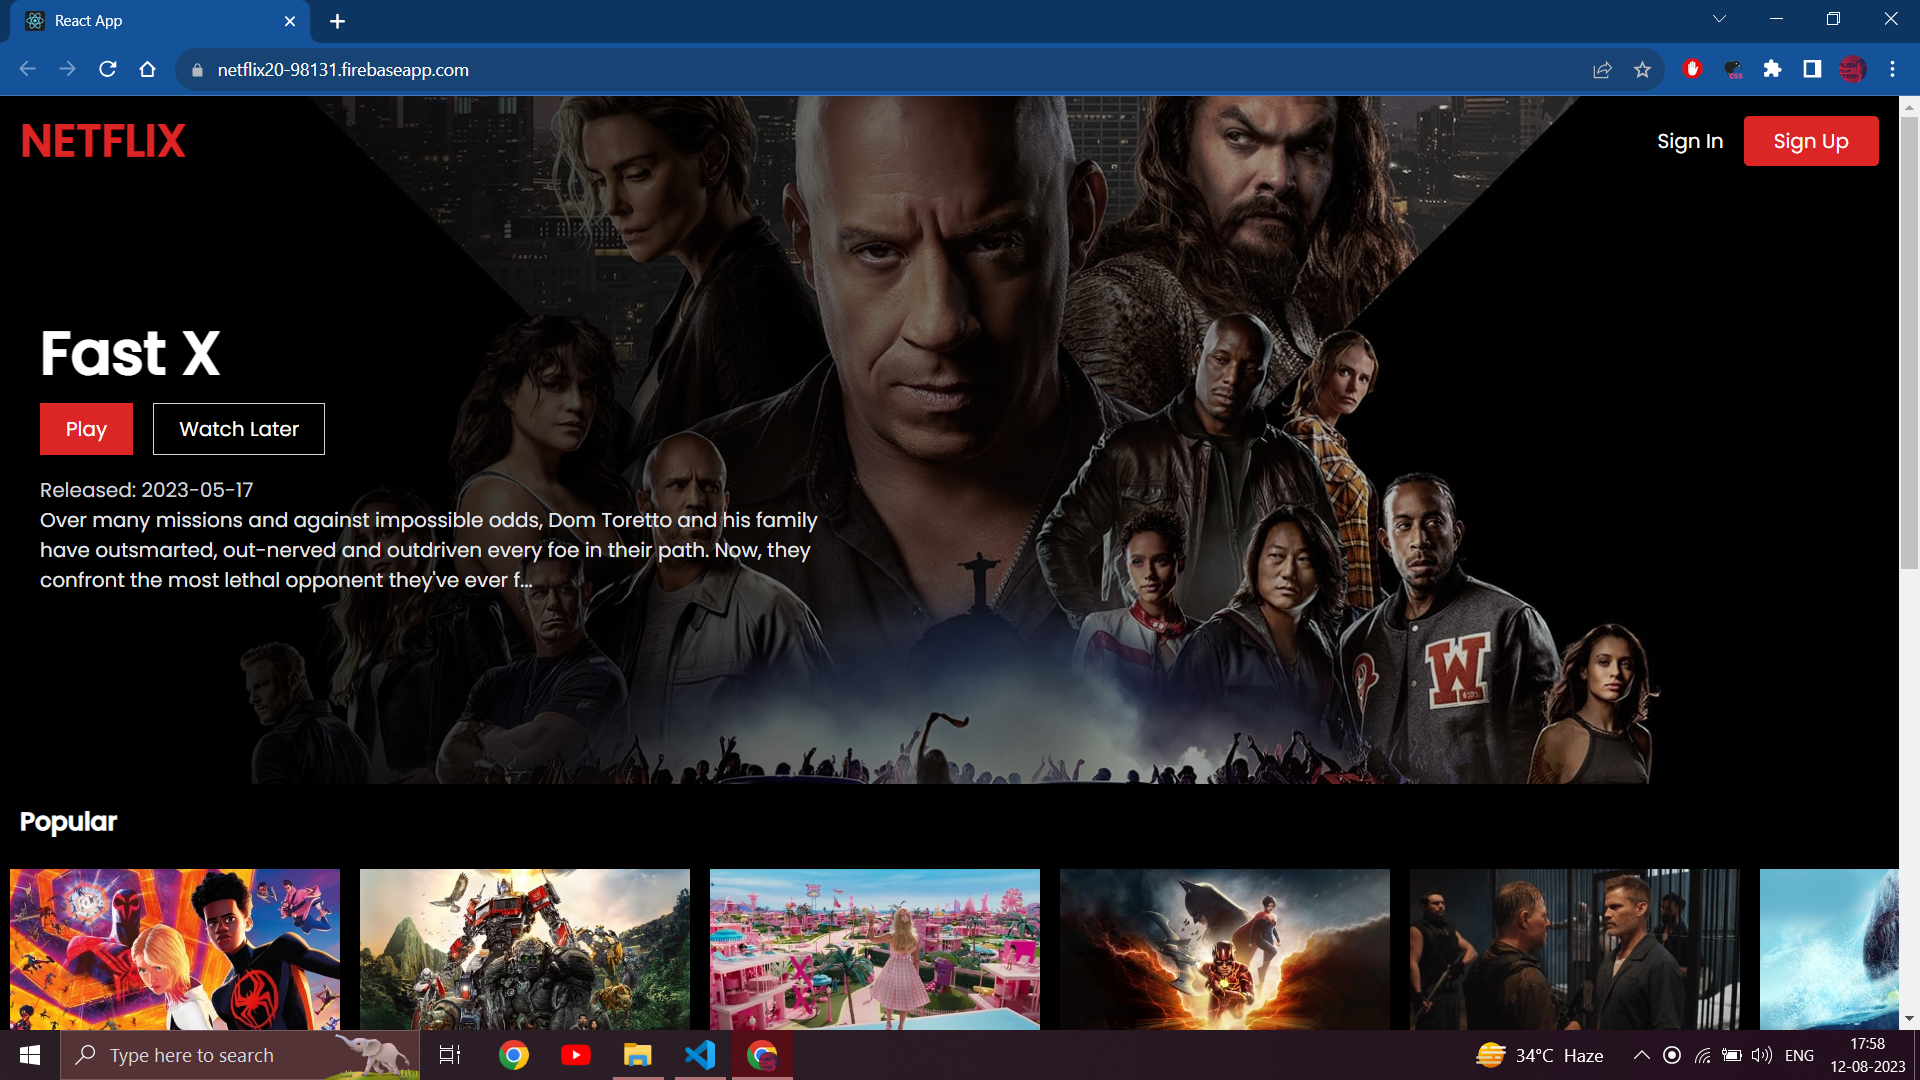 React App
netflix20-98131.firebaseapp.com
CSS
NETFLIX
Sign In
Sign Up
Fast X
Play
Watch Later
Released: 2023-05-17
Over many missions and against impossible odds, Dom Toretto and his family
have outsmarted, out-nerved and outdriven every foe in their path. Now, they
confront the most lethal opponent they've ever f...
W
Popular
Type here to search
34°C Haze
ENG
17:58
12-08-2023